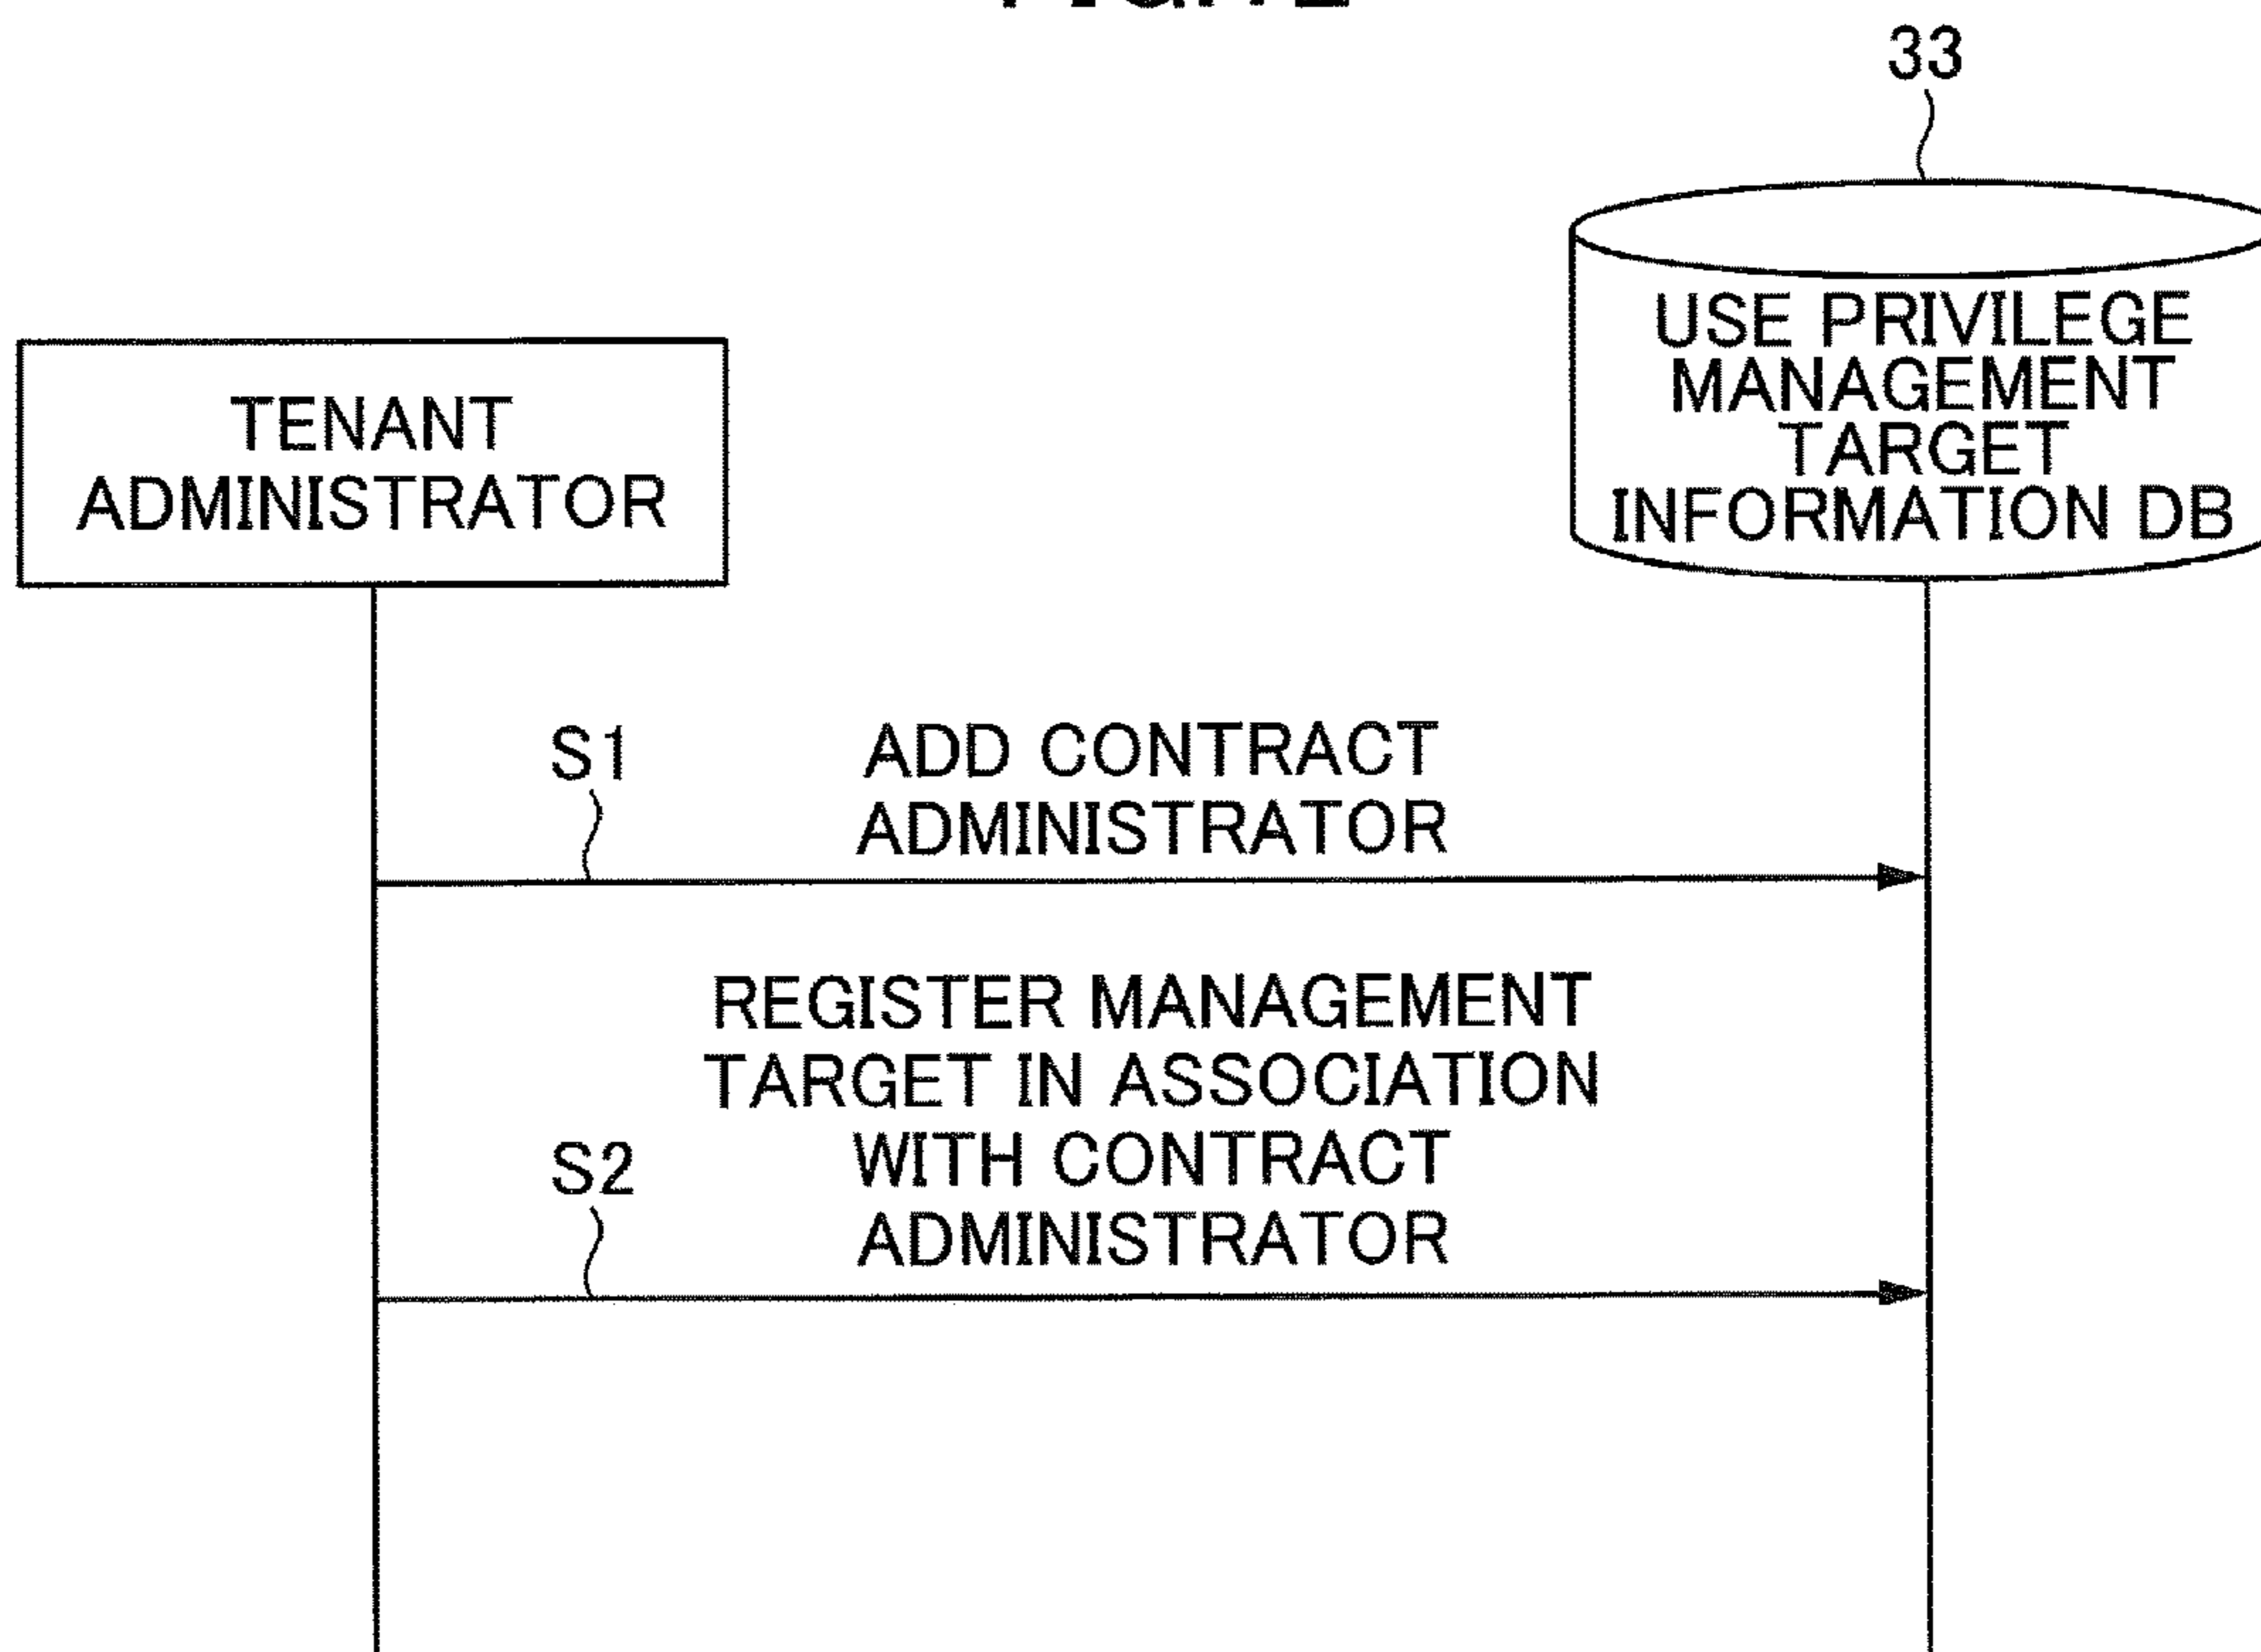 33
USE PRIVILEGE
MANAGEMENT
TARGET
INFORMATION DB
TENANT
ADMINISTRATOR
S1
ADD CONTRACT
ADMINISTRATOR
REGISTER MANAGEMENT
TARGET IN ASSOCIATION
WITH CONTRACT
ADMINISTRATOR
S2